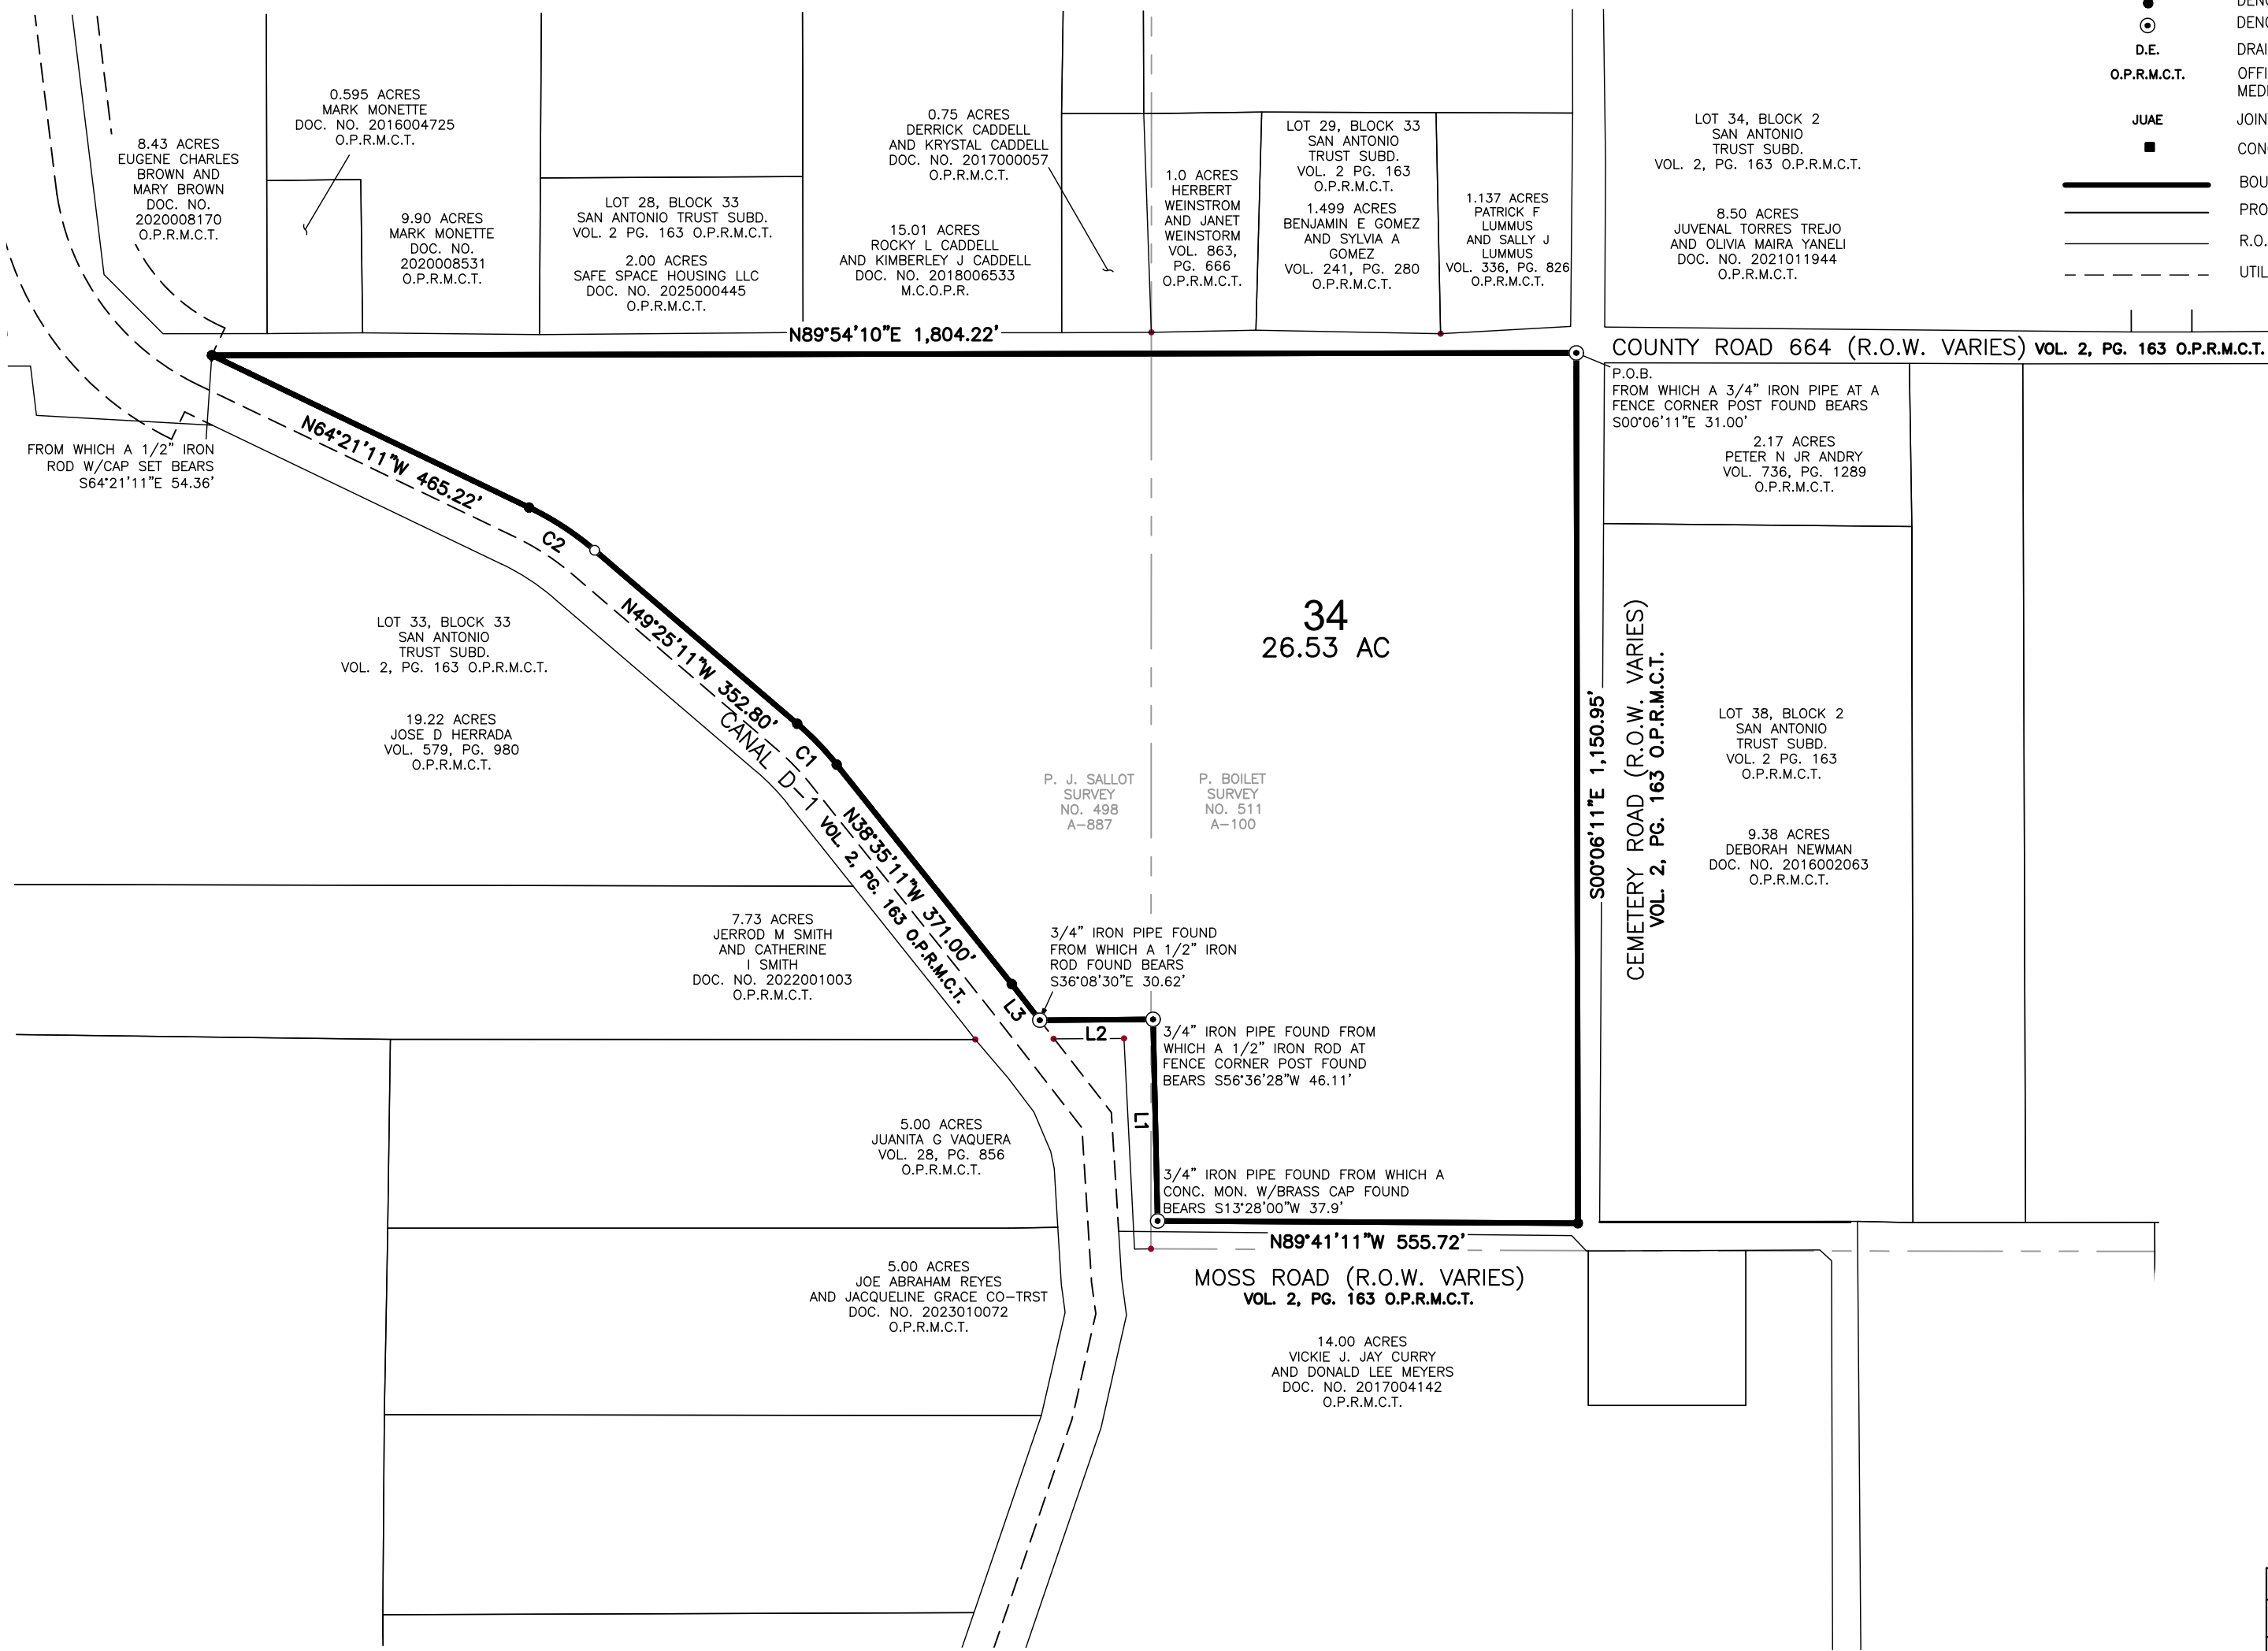 D.E.
O.P.R.M.C.T.
JUAE
8.43 ACRES
EUGENE CHARLES
BROWN AND
MARY BROWN
DOC. NO.
2020008170
O.P.R.M.C.T.
0.595 ACRES
MARK MONETTE
DOC. NO. 2016004725
O.P.R.M.C.T.
9.90 ACRES
MARK MONETTE
DOC. NO.
2020008531
O.P.R.M.C.T.
LOT 28, BLOCK 33
SAN ANTONIO TRUST SUBD.
VOL. 2 PG. 163 O.P.R.M.C.T.
2.00 ACRES
SAFE SPACE HOUSING LLC
DOC. NO. 2025000445
O.P.R.M.C.T.
0.75 ACRES
DERRICK CADDELL
AND KRYSTAL CADDELL
DOC. NO. 2017000057
O.P.R.M.C.T.
15.01 ACRES
ROCKY L CADDELL
AND KIMBERLEY J CADDELL
DOC. NO. 2018006533
M.C.O.P.R.
1.0 ACRES
HERBERT
WEINSTROM
AND JANET
WEINSTORM
VOL. 863,
PG. 666
O.P.R.M.C.T.
LOT 29, BLOCK 33
SAN ANTONIO
TRUST SUBD.
VOL. 2 PG. 163
O.P.R.M.C.T.
1.499 ACRES
BENJAMIN E GOMEZ
AND SYLVIA A
GOMEZ
VOL. 241, PG. 280
O.P.R.M.C.T.
1.137 ACRES
PATRICK F
LUMMUS
AND SALLY J
LUMMUS
VOL. 336, PG. 826
O.P.R.M.C.T.
LOT 34, BLOCK 2
SAN ANTONIO
TRUST SUBD.
VOL. 2, PG. 163 O.P.R.M.C.T.
8.50 ACRES
JUVENAL TORRES TREJO
AND OLIVIA MAIRA YANELI
DOC. NO. 2021011944
O.P.R.M.C.T.
N89°54'10"E 1,804.22'
COUNTY ROAD 664 (R.O.W. VARIES) VOL. 2, PG. 163 O.P.R.M.C.T.
P.O.B.
FROM WHICH A 3/4" IRON PIPE AT A
FENCE CORNER POST FOUND BEARS
S00°06'11"E 31.00'
2.17 ACRES
PETER N JR ANDRY
VOL. 736, PG. 1289
O.P.R.M.C.T.
FROM WHICH A 1/2" IRON
ROD W/CAP SET BEARS
S64°21'11"E 54.36'
N64°21'11"W 465.22'
C2
N49°25'11"W 352.80'
34
26.53 AC
LOT 33, BLOCK 33
SAN ANTONIO
TRUST SUBD.
VOL. 2, PG. 163 O.P.R.M.C.T.
19.22 ACRES
JOSE D HERRADA
VOL. 579, PG. 980
O.P.R.M.C.T.
C1
CANAL D-1 VOL. 2, PG. 163 O.P.R.M.C.T.
N38°35'11"W 371.00'
P. J. SALLOT
SURVEY
NO. 498
A-887
P. BOILET
SURVEY
NO. 511
A-100
S00°06'11"E 1,150.95'
CEMETERY ROAD (R.O.W. VARIES)
VOL. 2, PG. 163 O.P.R.M.C.T.
LOT 38, BLOCK 2
SAN ANTONIO
TRUST SUBD.
VOL. 2 PG. 163
O.P.R.M.C.T.
9.38 ACRES
DEBORAH NEWMAN
DOC. NO. 2016002063
O.P.R.M.C.T.
7.73 ACRES
JERROD M SMITH
AND CATHERINE
I SMITH
DOC. NO. 2022001003
O.P.R.M.C.T.
3/4" IRON PIPE FOUND
FROM WHICH A 1/2" IRON
ROD FOUND BEARS
S36°08'30"E 30.62'
L3
L2
3/4" IRON PIPE FOUND FROM
WHICH A 1/2" IRON ROD AT
FENCE CORNER POST FOUND
BEARS S56°36'28"W 46.11'
L1
5.00 ACRES
JUANITA G VAQUERA
VOL. 28, PG. 856
O.P.R.M.C.T.
3/4" IRON PIPE FOUND FROM WHICH A
CONC. MON. W/BRASS CAP FOUND
BEARS S13°28'00"W 37.9'
N89°41'11"W 555.72'
MOSS ROAD (R.O.W. VARIES)
VOL. 2, PG. 163 O.P.R.M.C.T.
5.00 ACRES
JOE ABRAHAM REYES
AND JACQUELINE GRACE CO-TRST
DOC. NO. 2023010072
O.P.R.M.C.T.
14.00 ACRES
VICKIE J. JAY CURRY
AND DONALD LEE MEYERS
DOC. NO. 2017004142
O.P.R.M.C.T.